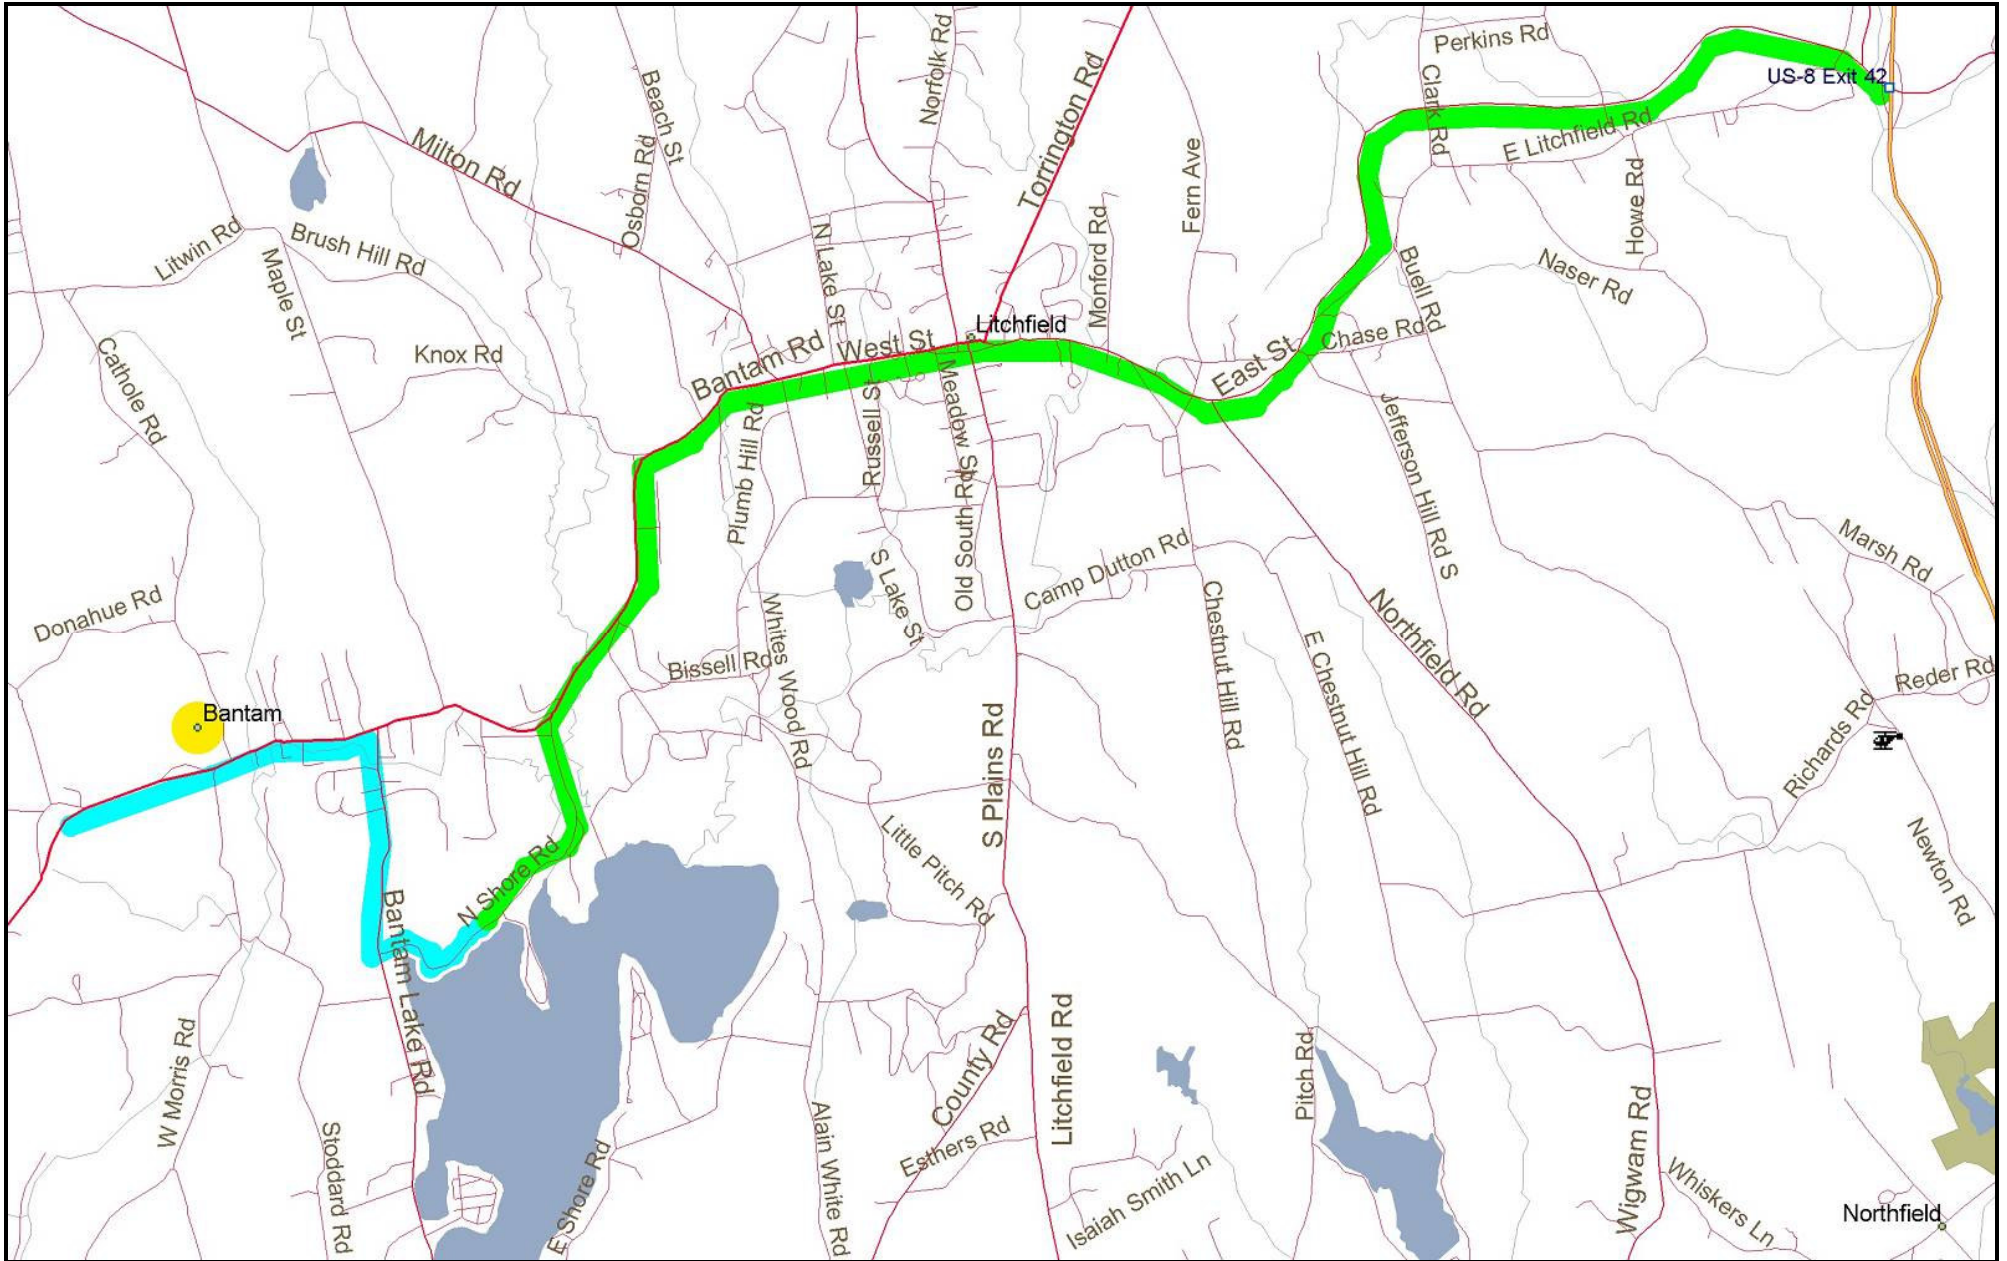 Perkins Rd
US-8 Exit 42
Norfolk Rd
Torrington Rd
Beach St
Clark Rd
E Litchfield Rd
Milton Rd
Osborn Rd
Fern Ave
Howe Rd
Litwin Rd
Brush Hill Rd
Maple St
N Lake St
Monford Rd
Buell Rd
Naser Rd
Cathole Rd
Knox Rd
Bantam Rd
West St
Litchfield
East St
Chase Rd
Plumb Hill Rd
Russell St
Meadow St
Old South Rd
Jefferson Hill Rd S
S Lake St
Camp Dutton Rd
Marsh Rd
Donahue Rd
Whites Wood Rd
Bissell Rd
Chestnut Hill Rd
E Chestnut Hill Rd
Northfield Rd
Reder Rd
Richards Rd
Bantam
S Plains Rd
N Shore Rd
Little Pitch Rd
Newton Rd
Bantam Lake Rd
W Morris Rd
County Rd
Litchfield Rd
Pitch Rd
Stoddard Rd
E Shore Rd
Alain White Rd
Esthers Rd
Isaiah Smith Ln
Wigwam Rd
Whiskers Ln
Northfield